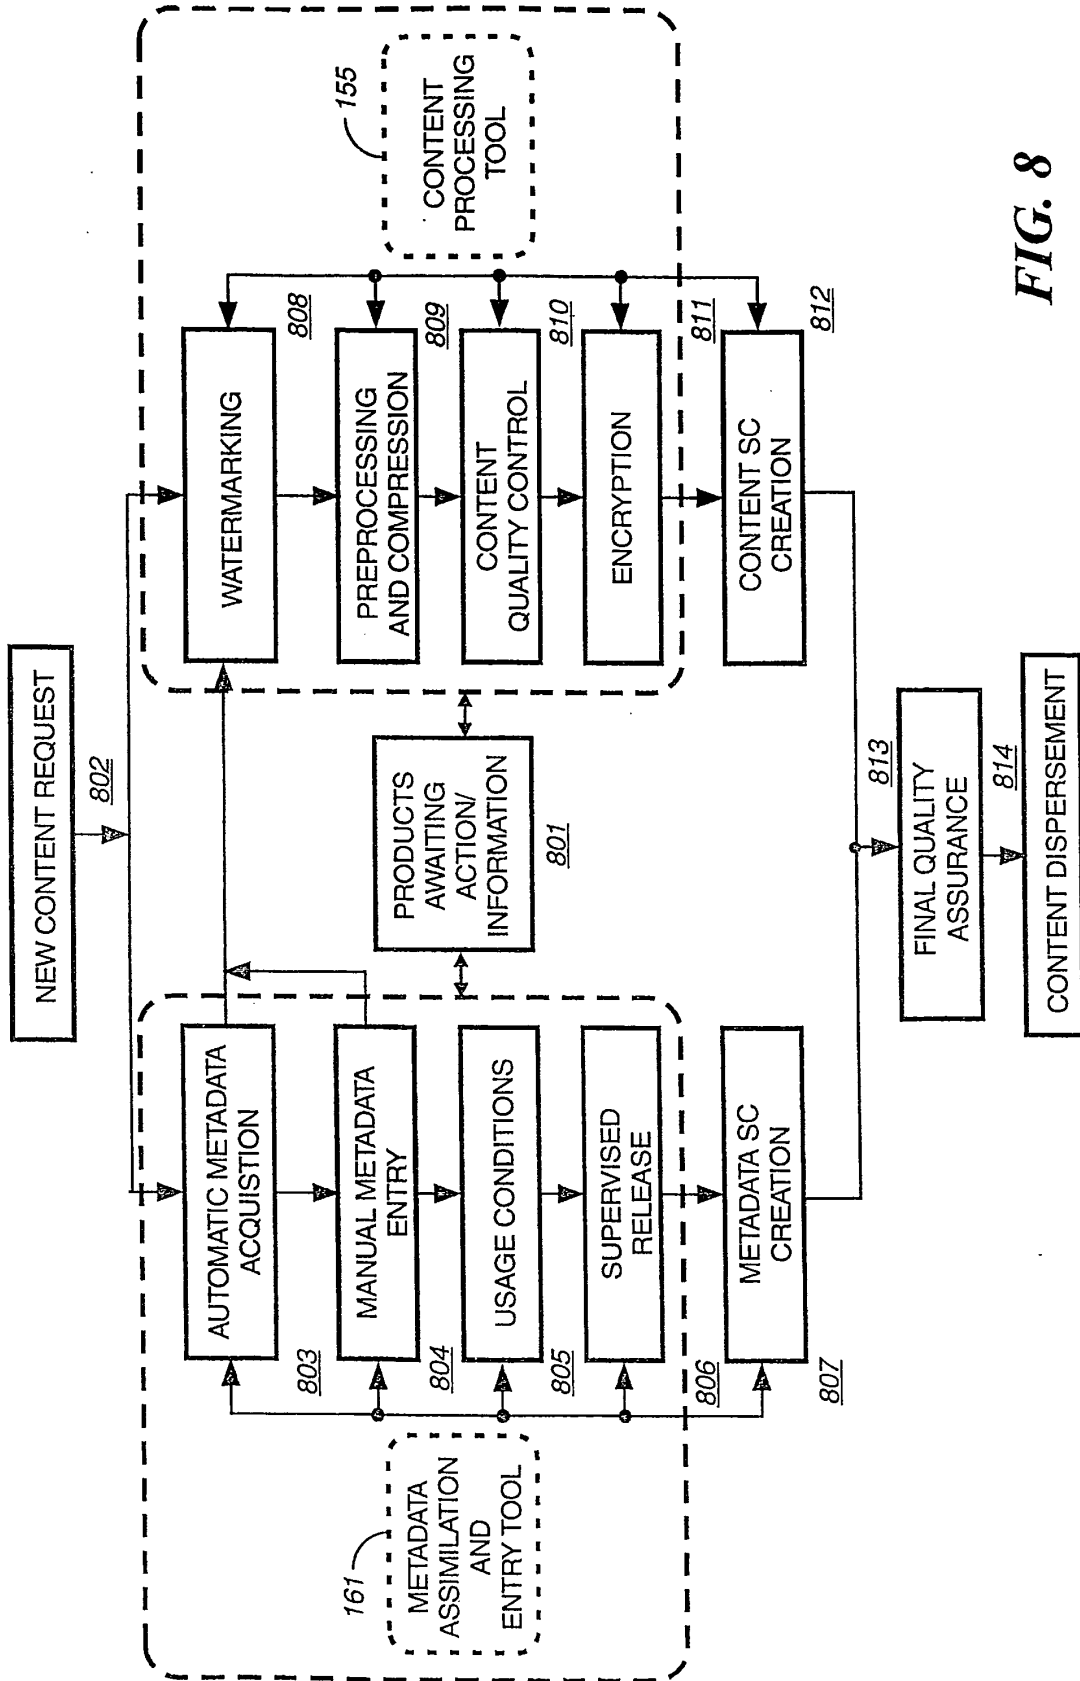 NEW CONTENT REQUEST
802
161
METADATA
ASSIMILATION
AND
ENTRY TOOL
AUTOMATIC METADATA
ACQUISTION
803
MANUAL METADATA
ENTRY
804
USAGE CONDITIONS
805
SUPERVISED
RELEASE
806
METADATA SC
CREATION
807
PRODUCTS
AWAITING
ACTION/
INFORMATION
801
WATERMARKING
808
PREPROCESSING
AND COMPRESSION
809
CONTENT
QUALITY CONTROL
810
ENCRYPTION
811
CONTENT SC
CREATION
812
155
CONTENT
PROCESSING
TOOL
813
FINAL QUALITY
ASSURANCE
814
CONTENT DISPERSEMENT
FIG. 8